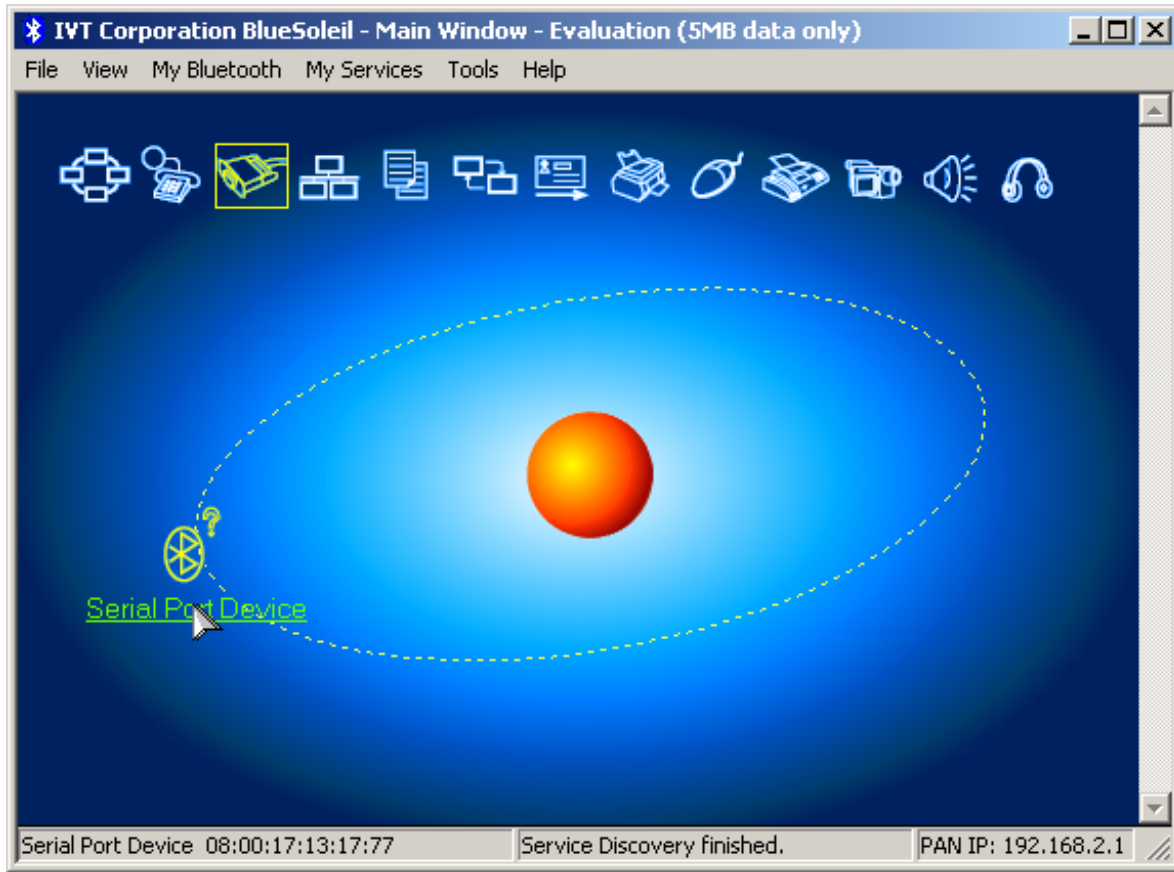 IVT Corporation BlueSoleil - Main Window - Evaluation (5MB data only)
File View My Bluetooth My Services Tools Help
?
Serial Port Device
Serial Port Device 08:00:17:13:17:77 Service Discovery finished. PAN IP: 192.168.2.1